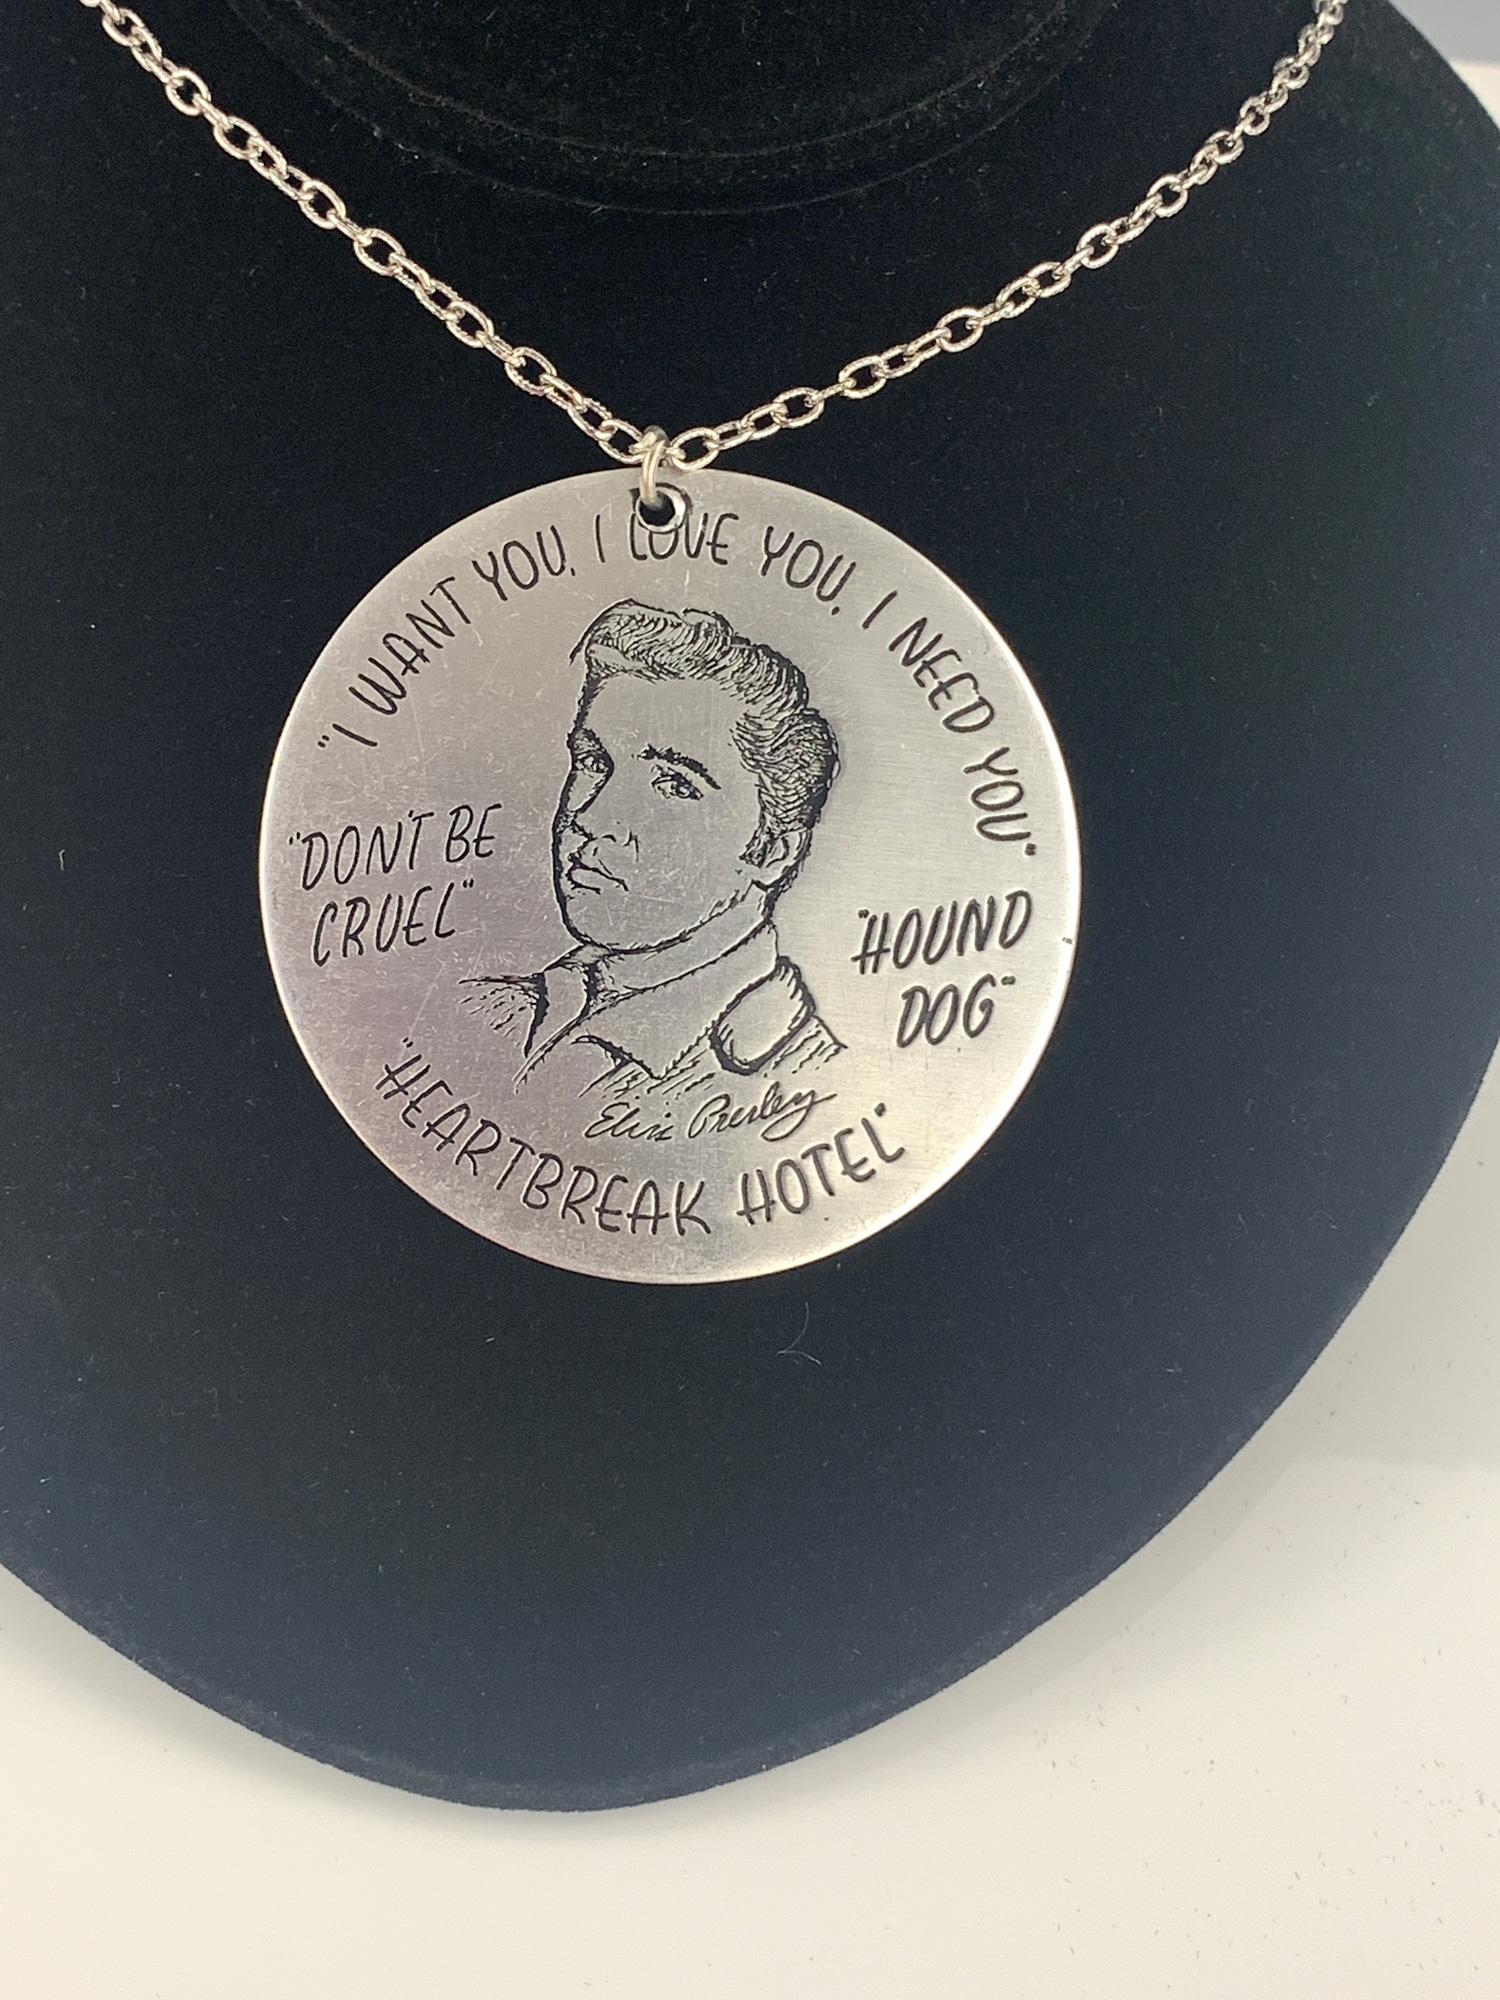 "I WANT YOU, I LOVE YOU, I NEED YOU"
"DON'T BE
CRUEL"
"HOUND
DOG"
Elvis Presley
"HEARTBREAK HOTEL"